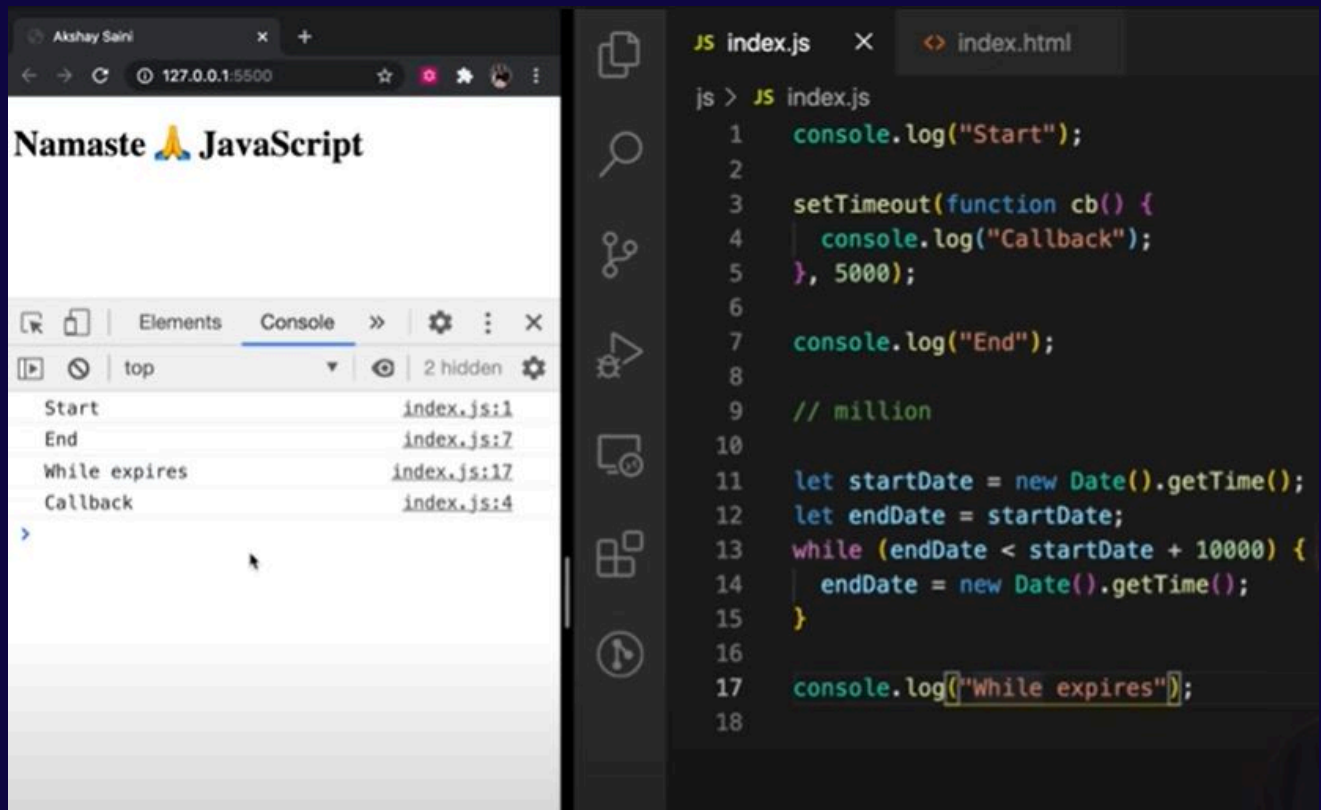 Akshay Saini
127.0.0.1:5500
Namaste 🙏 JavaScript
Elements Console
top 2 hidden
Start index.js:1
End index.js:7
While expires index.js:17
Callback index.js:4
JS index.js index.html
js > JS index.js
1 console.log("Start");
2
3 setTimeout(function cb() {
4 console.log("Callback");
5 }, 5000);
6
7 console.log("End");
8
9 // million
10
11 let startDate = new Date().getTime();
12 let endDate = startDate;
13 while (endDate < startDate + 10000) {
14 endDate = new Date().getTime();
15 }
16
17 console.log("While expires");
18